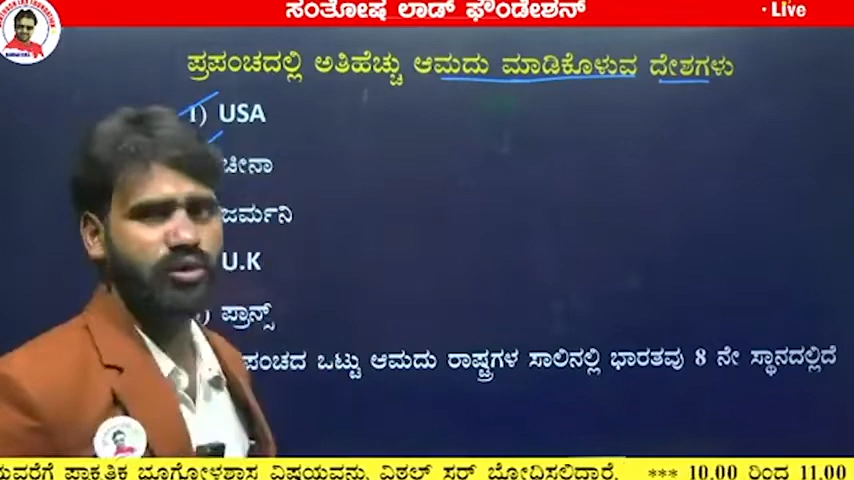 ಸಂತೋಷ ಲಾಡ್ ಫೌಂಡೇಶನ್
• Live
ಪ್ರಪಂಚದಲ್ಲಿ ಅತಿಹೆಚ್ಚು ಆಮದು ಮಾಡಿಕೊಳುವ ದೇಶಗಳು
1) USA
ಚೀನಾ
ಜರ್ಮನಿ
U.K
) ಪ್ರಾನ್ಸ್
ಪಂಚದ ಒಟ್ಟು ಆಮದು ರಾಷ್ಟ್ರಗಳ ಸಾಲಿನಲ್ಲಿ ಭಾರತವು 8 ನೇ ಸ್ಥಾನದಲ್ಲಿದೆ
ವರೆಗೆ ಪ್ರಾಕೃತಿಕ ಭೂಗೋಳಶಾಸ್ತ್ರ ವಿಷಯವನ್ನು ವಿಠಲ್ ಸರ್ ಬೋಧಿಸಲಿದ್ದಾರೆ. *** 10.00 ರಿಂದ 11.00